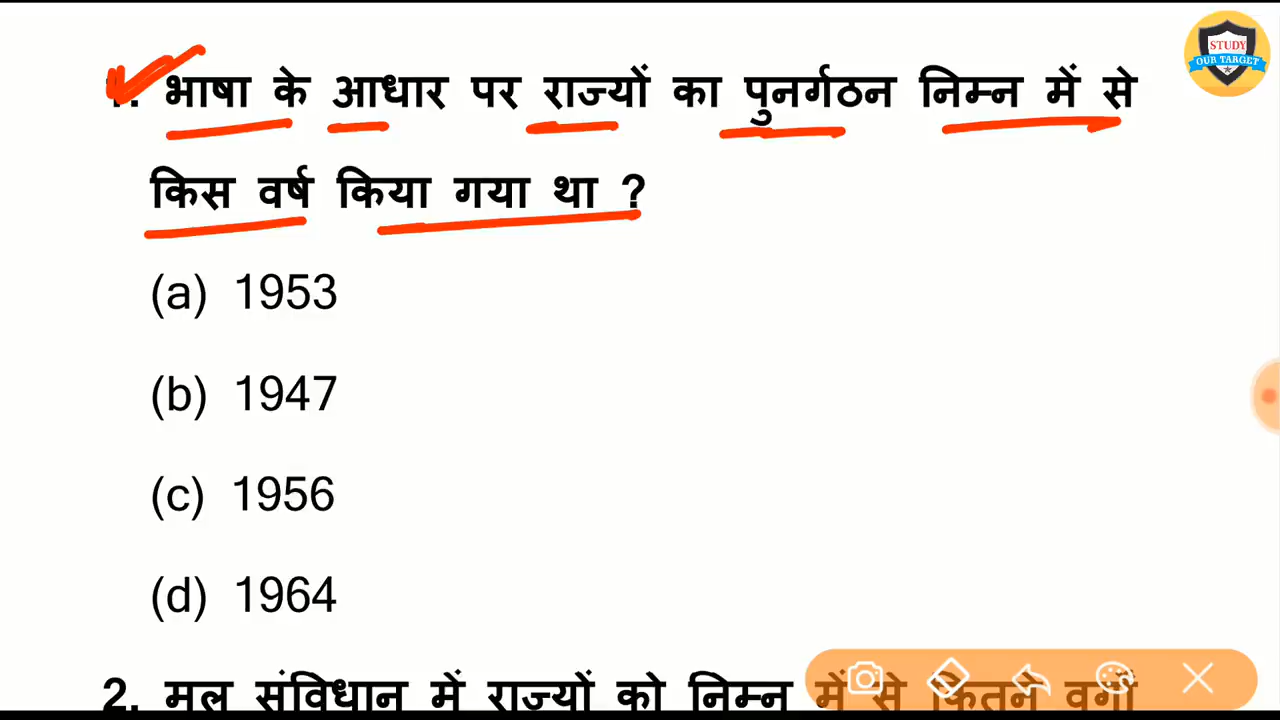 STUDY
OUR TARGET
1. भाषा के आधार पर राज्यों का पुनर्गठन निम्न में से
किस वर्ष किया गया था ?
(a) 1953
(b) 1947
(c) 1956
(d) 1964
2. मूल संविधान में राज्यों को निम्न में से कितने वर्गों